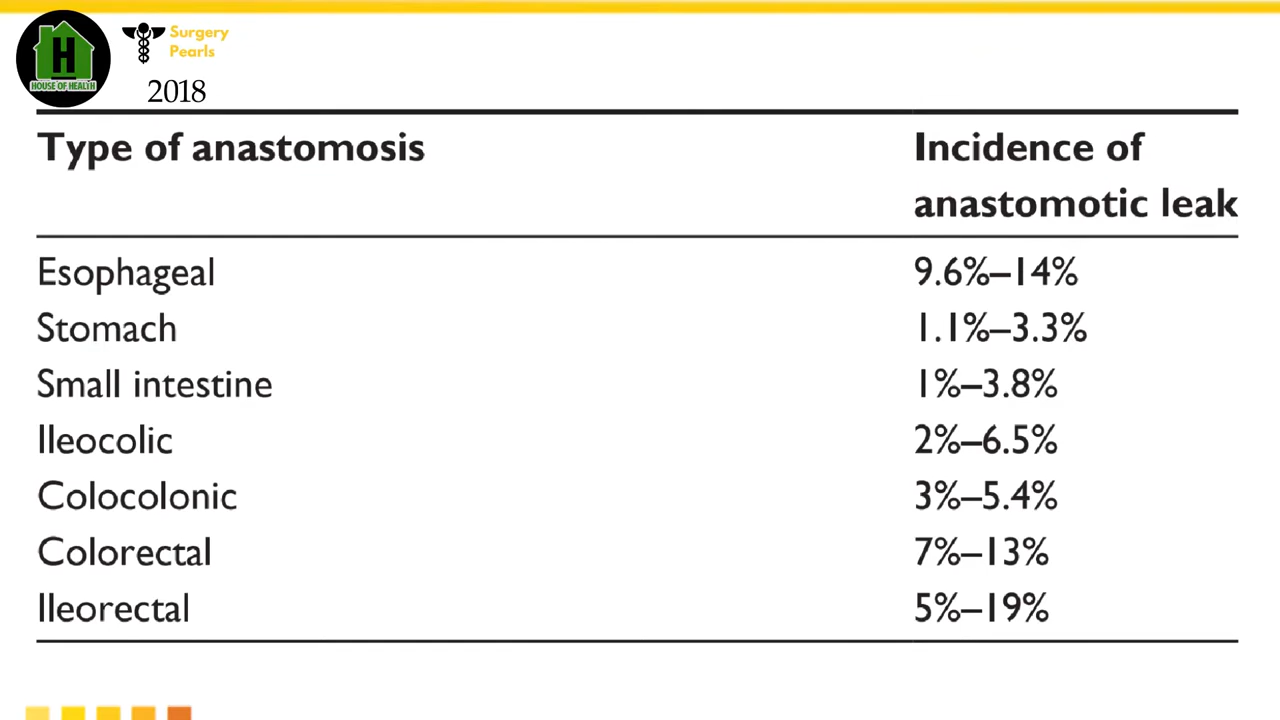 H
HOUSE OF HEALTH
Surgery
Pearls
2018
Type of anastomosis Incidence of
anastomotic leak
Esophageal 9.6%–14%
Stomach 1.1%–3.3%
Small intestine 1%–3.8%
Ileocolic 2%–6.5%
Colocolonic 3%–5.4%
Colorectal 7%–13%
Ileorectal 5%–19%